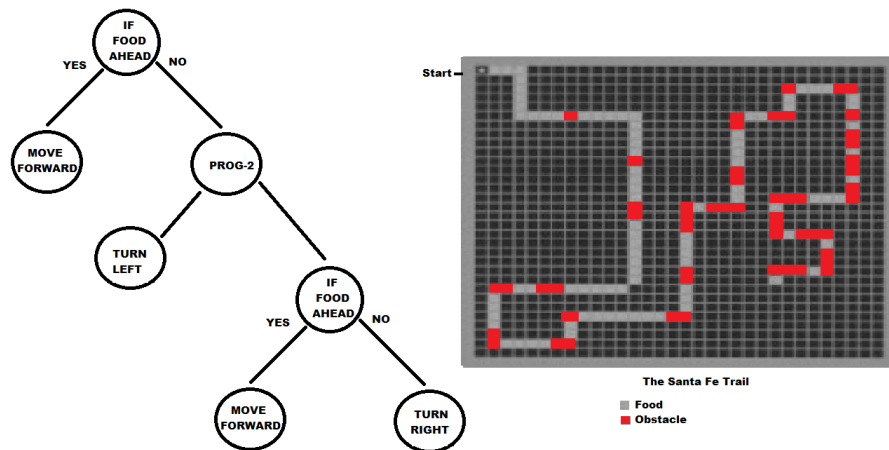 IF
FOOD
AHEAD
YES
NO
MOVE
FORWARD
PROG-2
TURN
LEFT
IF
FOOD
AHEAD
YES
NO
MOVE
FORWARD
TURN
RIGHT
Start
The Santa Fe Trail
Food
Obstacle